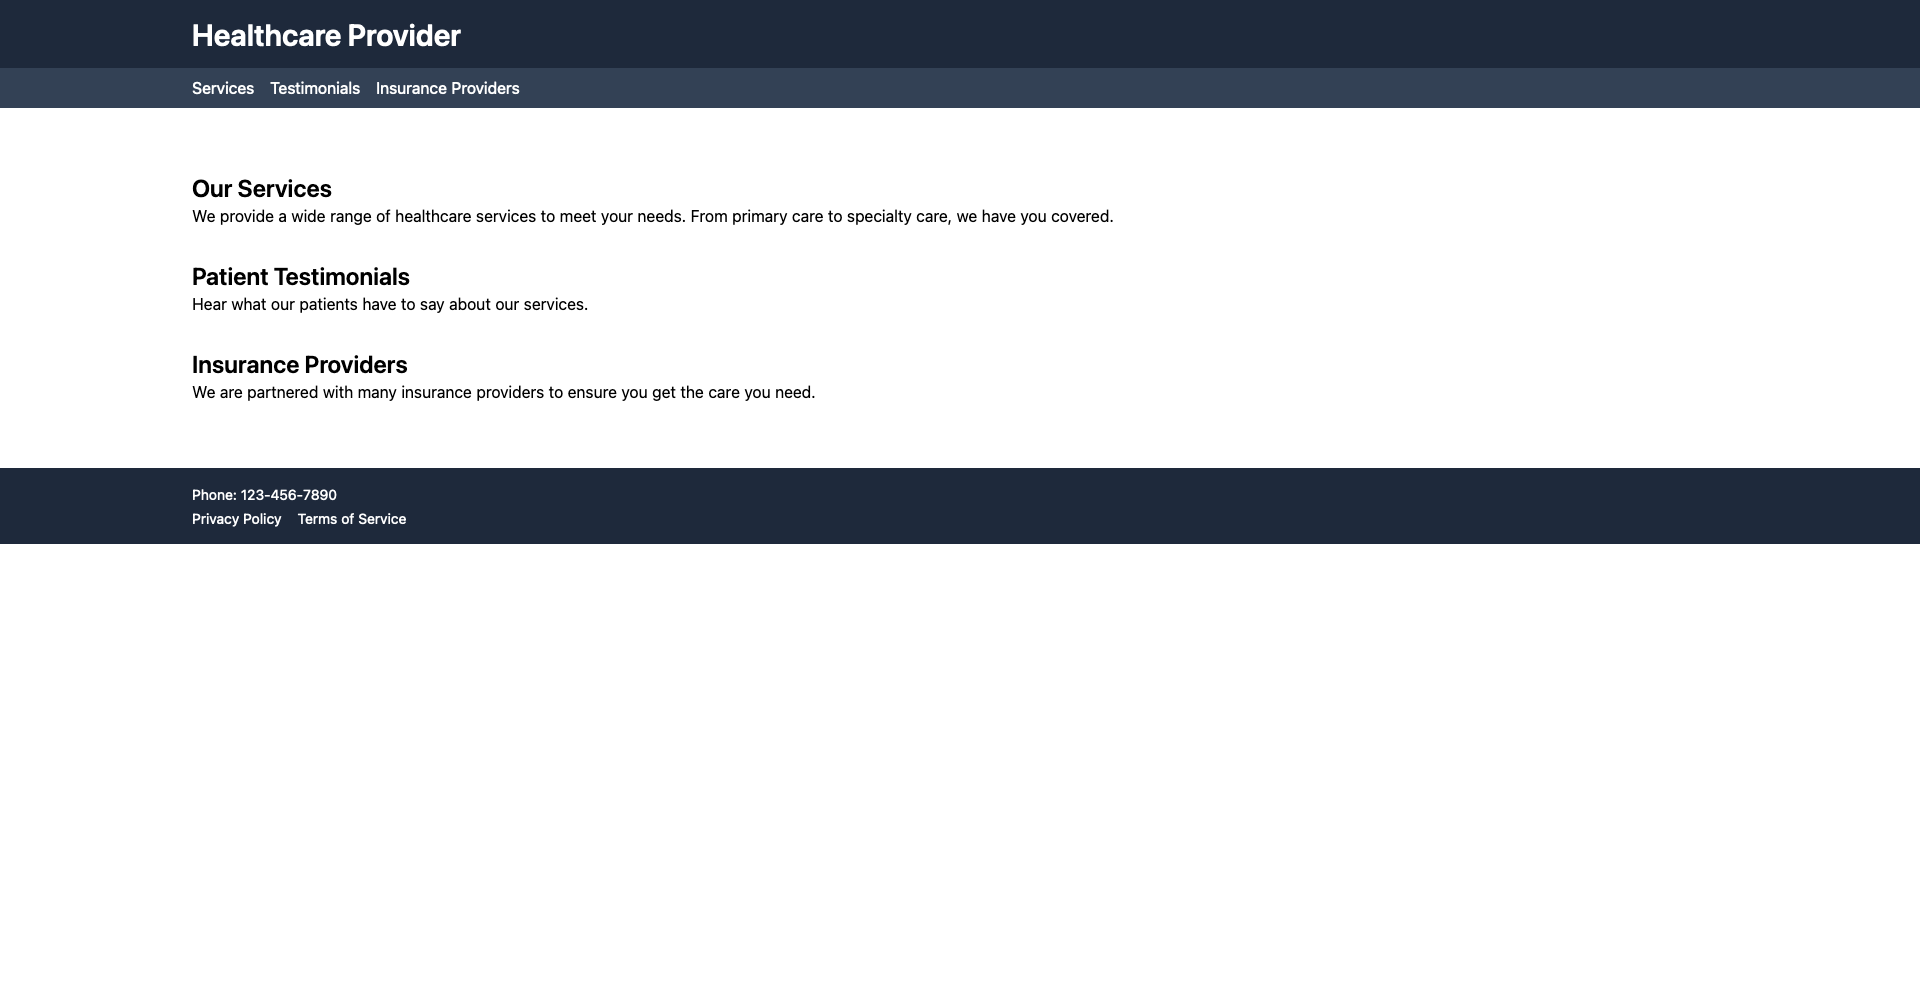 Healthcare Provider
Services Testimonials Insurance Providers
Our Services
We provide a wide range of healthcare services to meet your needs. From primary care to specialty care, we have you covered.
Patient Testimonials
Hear what our patients have to say about our services.
Insurance Providers
We are partnered with many insurance providers to ensure you get the care you need.
Phone: 123-456-7890
Privacy Policy Terms of Service